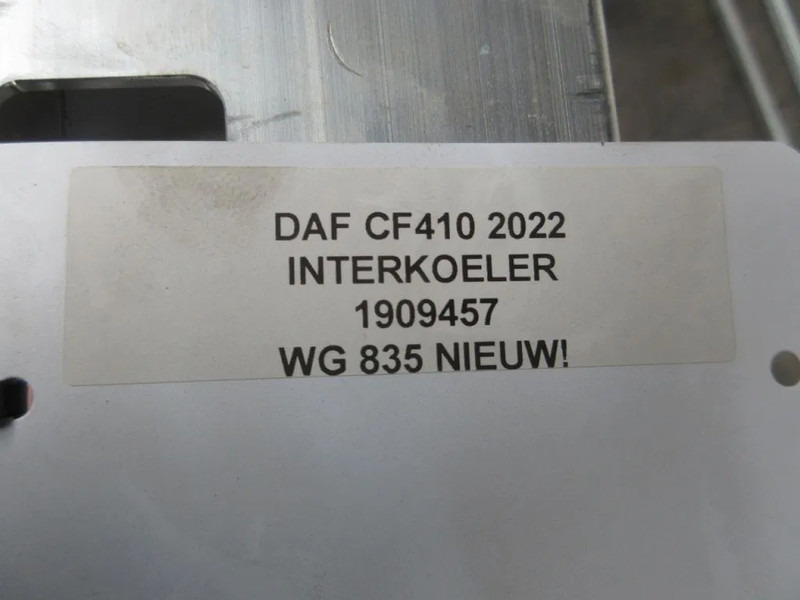 DAF CF410 2022
INTERKOELER
1909457
WG 835 NIEUW!